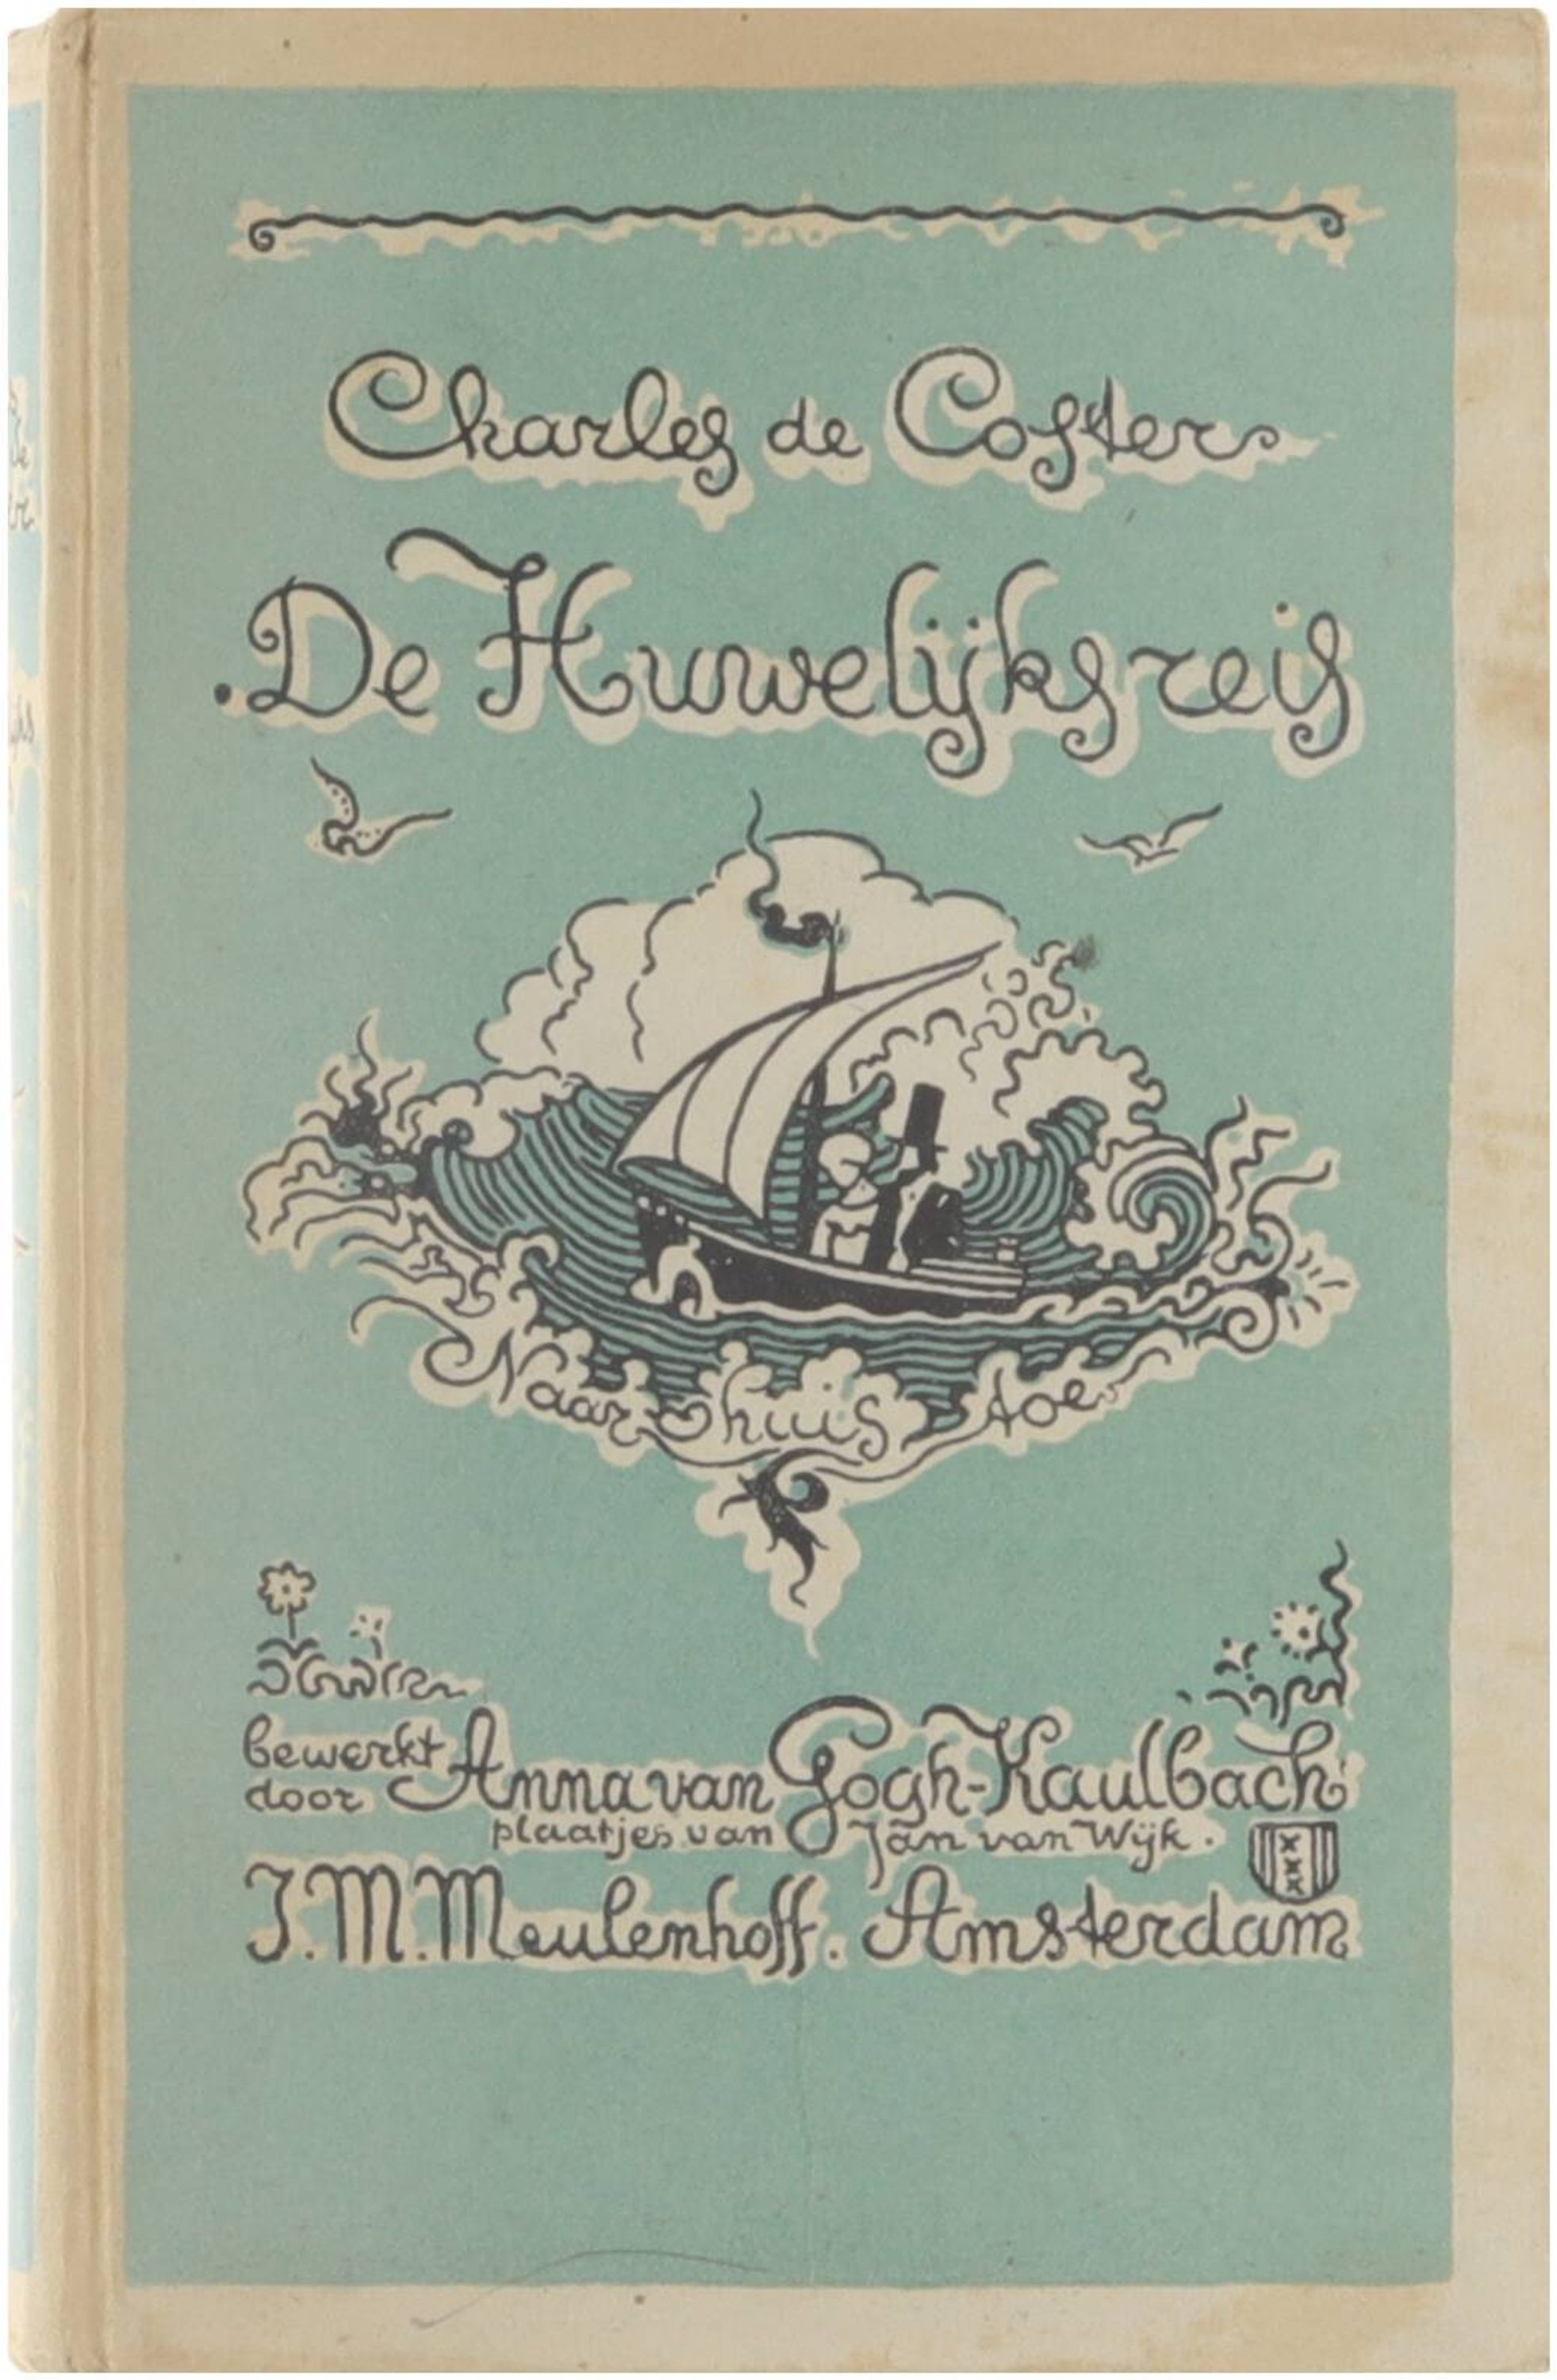 Charles de Coster
De Huwelijksreis
Naar huis toe
bewerkt door Anna van Gogh-Kaulbach
plaatjes van Jan van Wijk.
J.M. Meulenhoff. Amsterdam